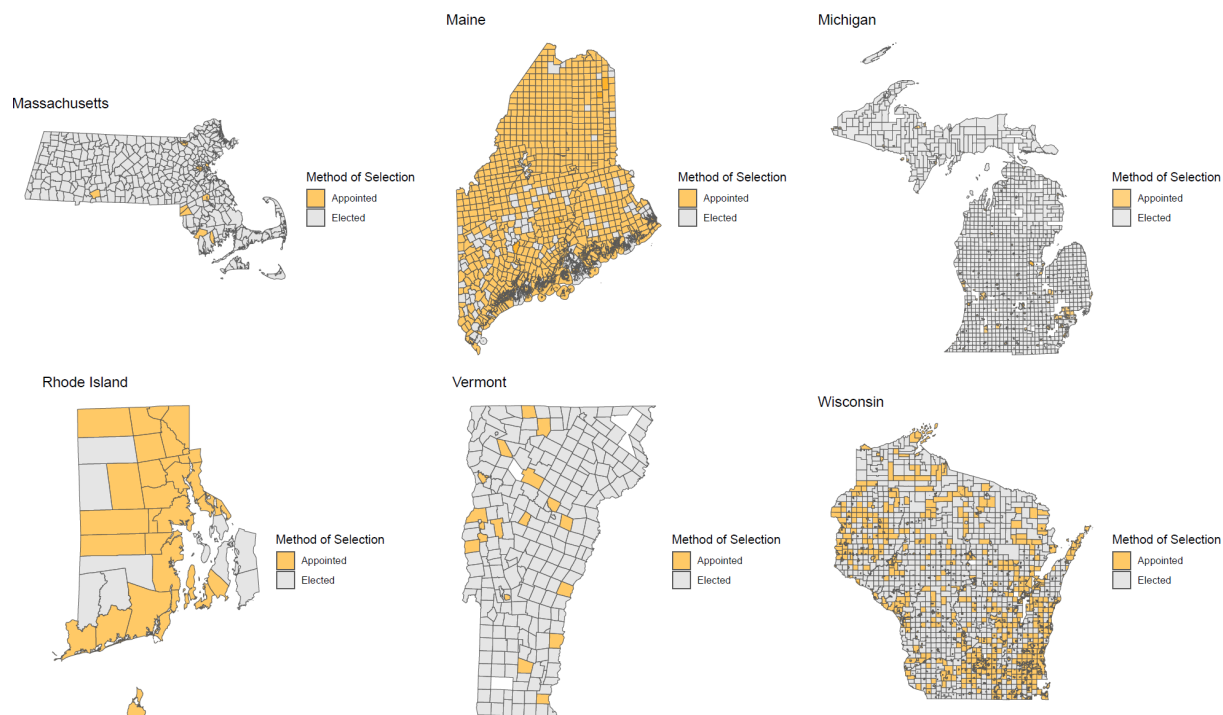 Maine
Michigan
Massachusetts
Method of Selection
Appointed
Elected
Method of Selection
Appointed
Elected
Method of Selection
Appointed
Elected
Rhode Island
Vermont
Wisconsin
Method of Selection
Appointed
Elected
Method of Selection
Appointed
Elected
Method of Selection
Appointed
Elected